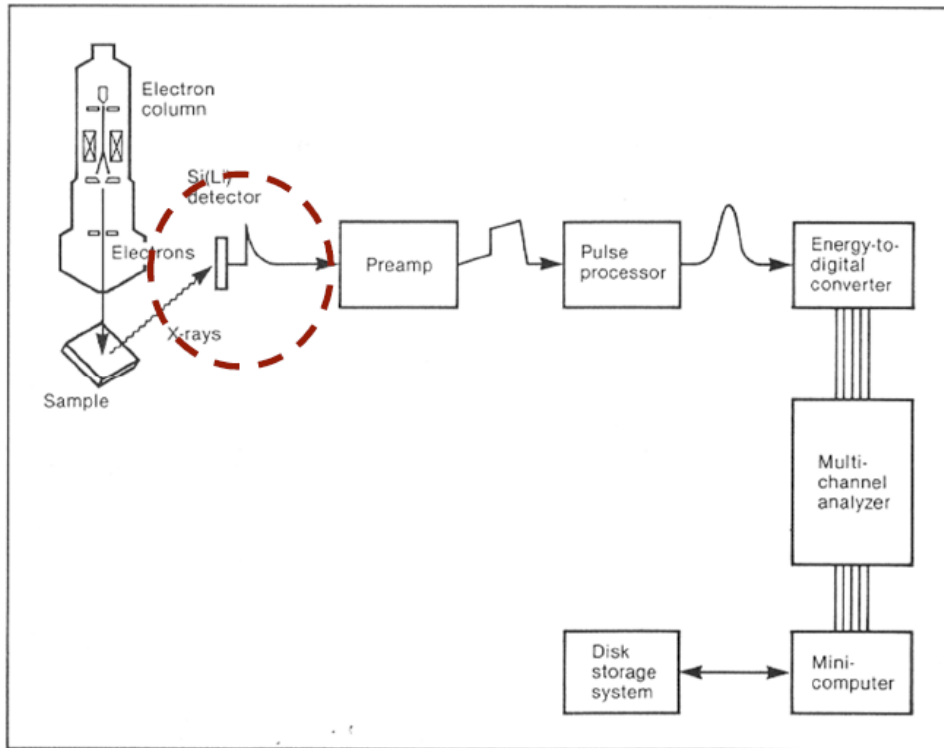 Electron
column
Si(Li)
detector
Electrons
X-rays
Sample
Preamp
Pulse
processor
Energy-to-
digital
converter
Multi-
channel
analyzer
Disk
storage
system
Mini-
computer